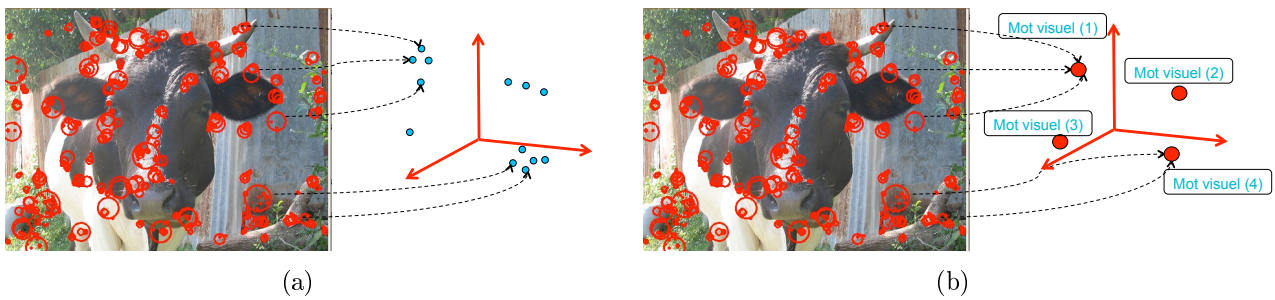 Mot visuel (1)
Mot visuel (2)
Mot visuel (3)
Mot visuel (4)
(a)
(b)